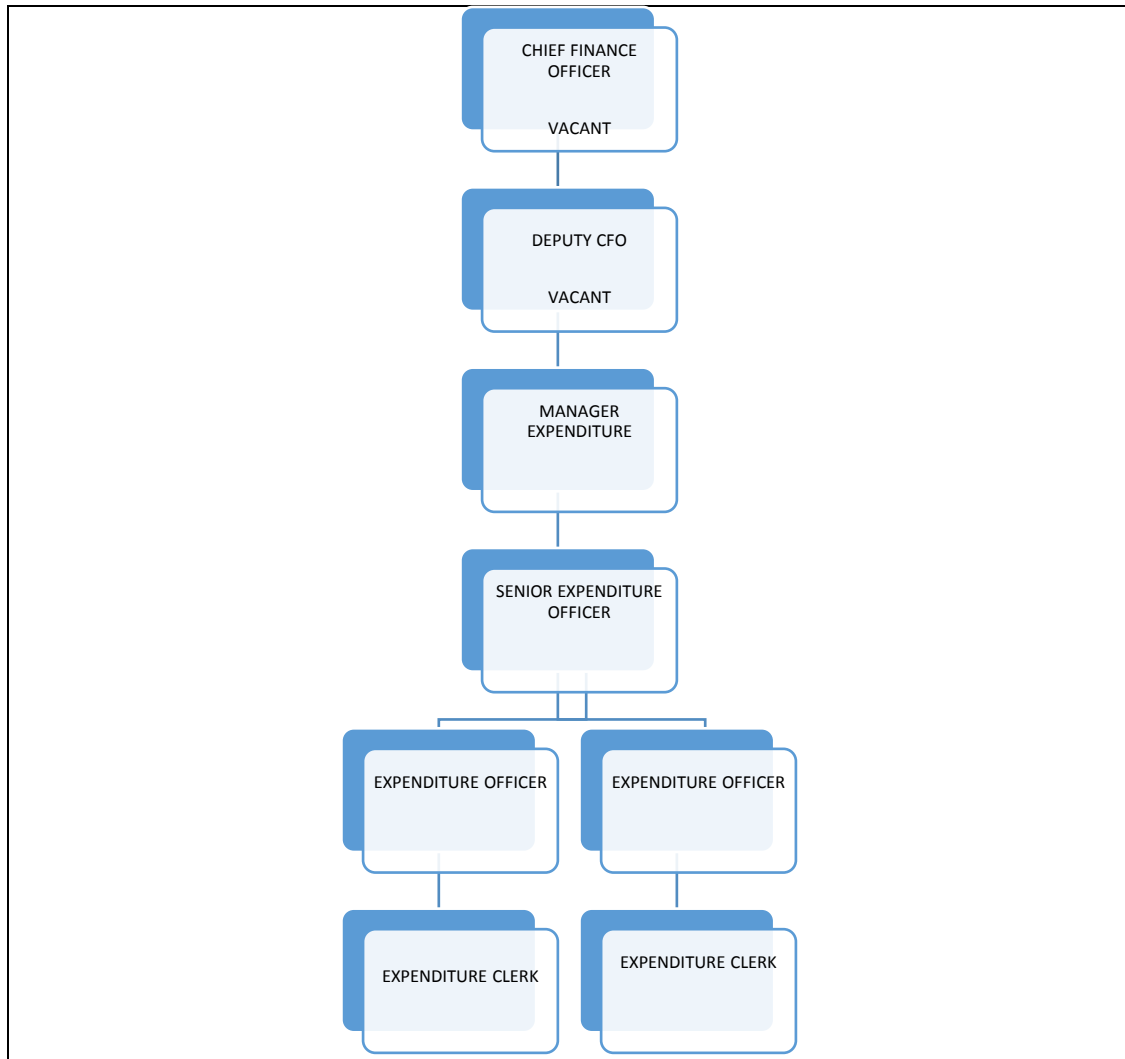 CHIEF FINANCE
OFFICER
VACANT
DEPUTY CFO
VACANT
MANAGER
EXPENDITURE
SENIOR EXPENDITURE
OFFICER
EXPENDITURE OFFICER
EXPENDITURE OFFICER
EXPENDITURE CLERK
EXPENDITURE CLERK